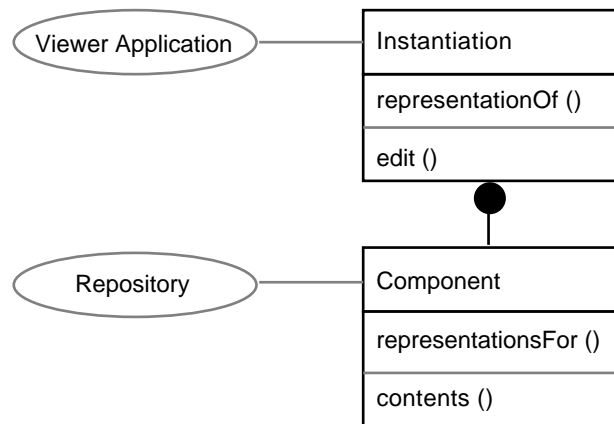 Viewer Application
Instantiation
representationOf ()
edit ()
Repository
Component
representationsFor ()
contents ()